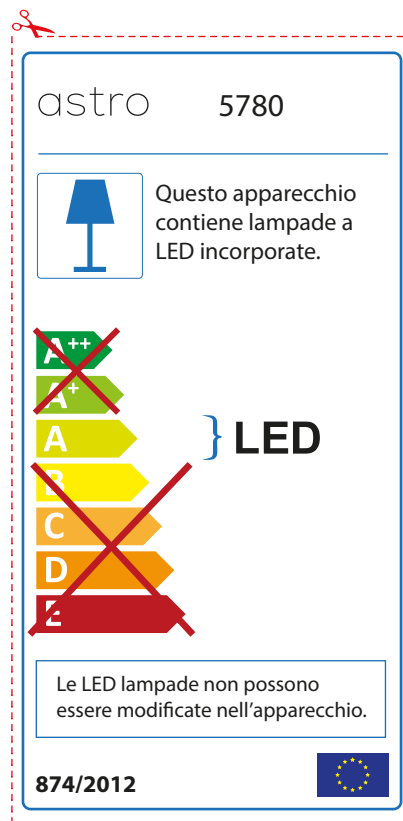 astro 5780
Questo apparecchio
contiene lampade a
LED incorporate.
A++
A+
A
LED
B
C
D
E
Le LED lampade non possono
essere modificate nell'apparecchio.
874/2012